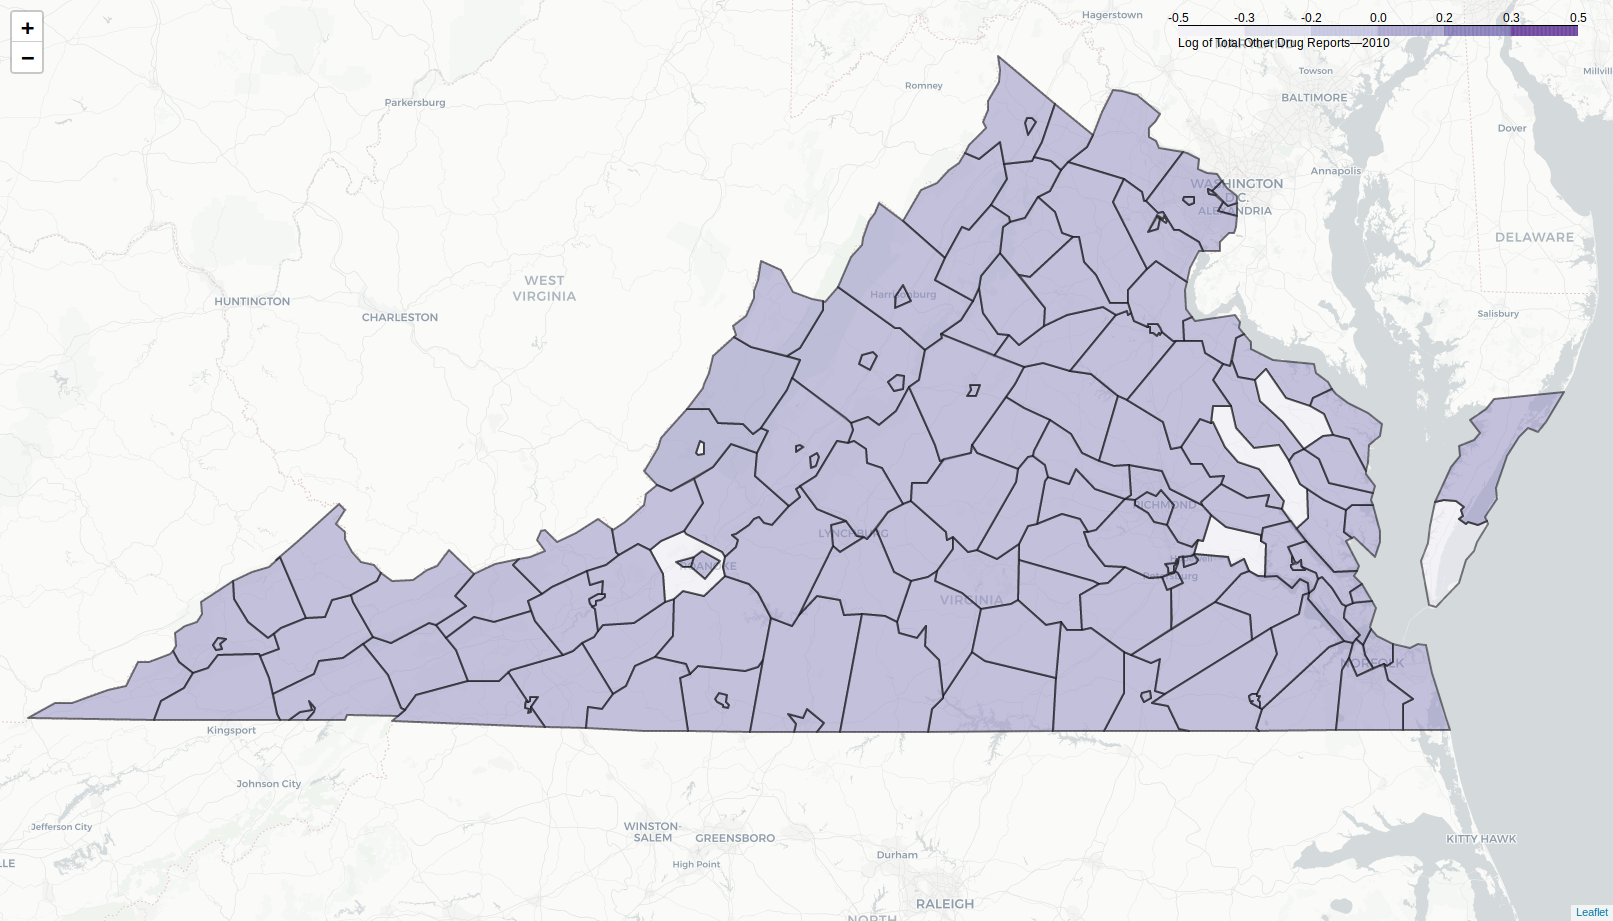 +
−
Hagerstown
-0.5 -0.3 -0.2 0.0 0.2 0.3 0.5
Log of Total Other Drug Reports—2010
Parkersburg
Romney
Towson
BALTIMORE
Millvill
Dover
Annapolis
WASHINGTON
D.C.
ALEXANDRIA
DELAWARE
WEST
VIRGINIA
HUNTINGTON
CHARLESTON
Harrisonburg
Salisbury
RICHMOND
LYNCHBURG
ROANOKE
Hopewell
Petersburg
VIRGINIA
NORFOLK
Kingsport
Johnson City
Jefferson City
LLE
WINSTON-
SALEM
GREENSBORO
High Point
Durham
RALEIGH
NORTH
KITTY HAWK
Leaflet